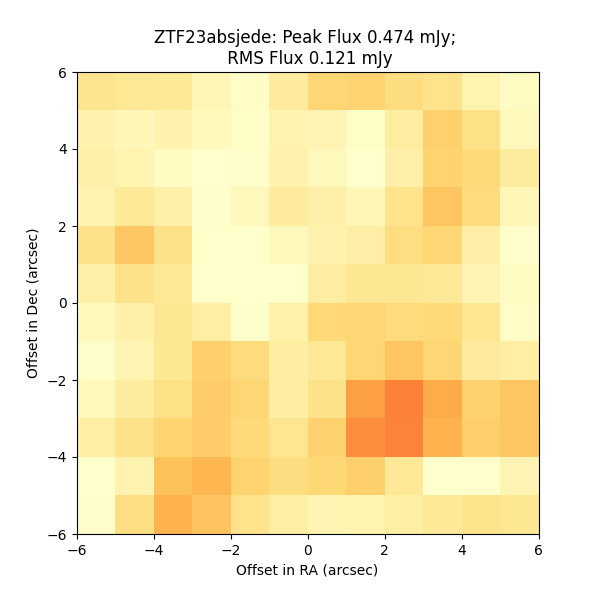 ZTF23absjede: Peak Flux 0.474 mJy;
RMS Flux 0.121 mJy
6
4
2
0
−2
−4
−6
Offset in Dec (arcsec)
−6 −4 −2 0 2 4 6
Offset in RA (arcsec)